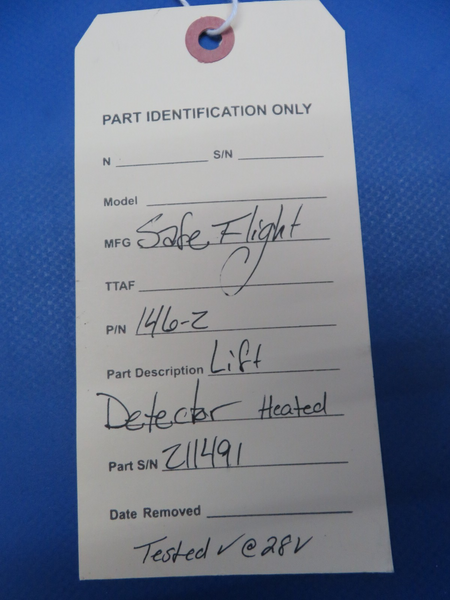 PART IDENTIFICATION ONLY
N S/N
Model
MFG Safe Flight
TTAF
P/N 146-2
Part Description Lift
Detector Heated
Part S/N 211491
Date Removed
Tested ✓ @ 28V